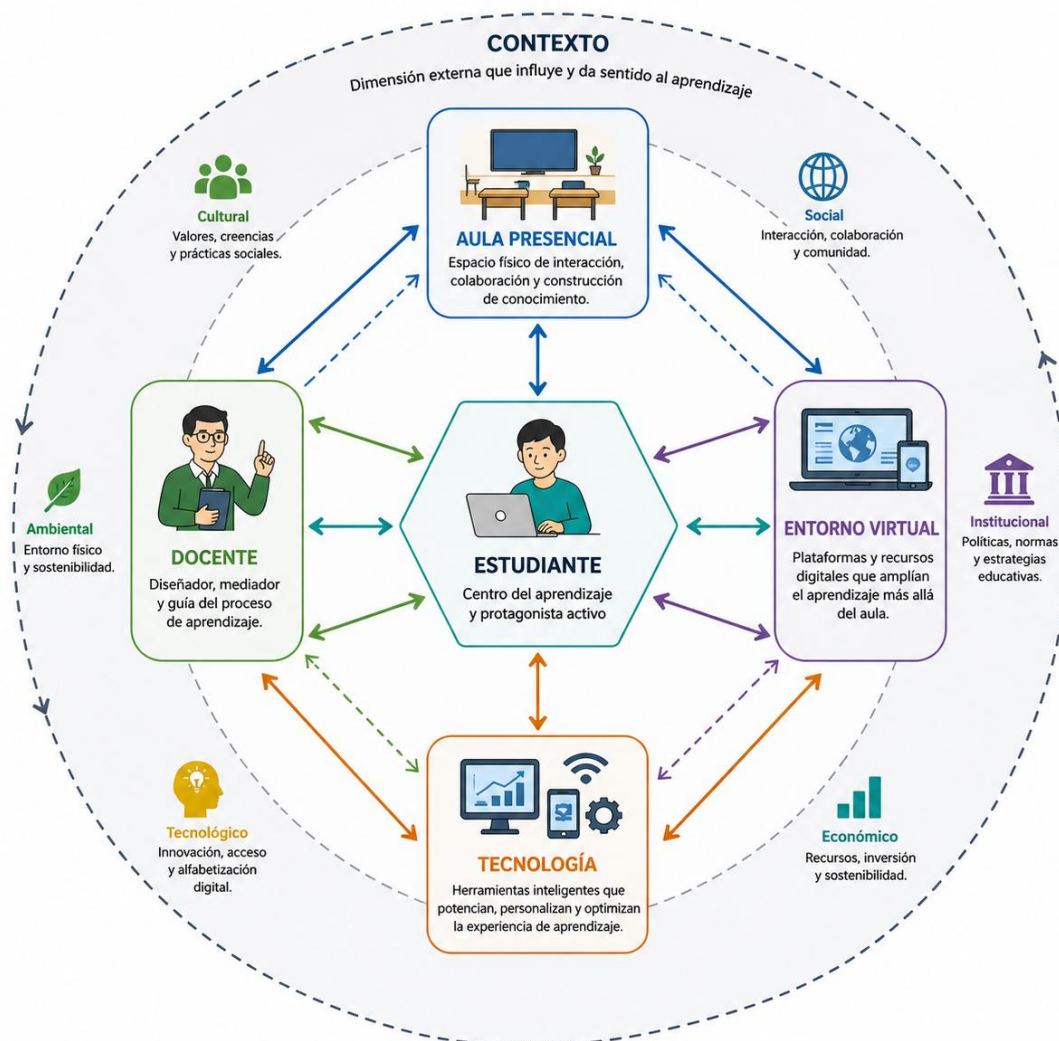 CONTEXTO
Dimensión externa que influye y da sentido al aprendizaje
Cultural
Valores, creencias
y prácticas sociales.
AULA PRESENCIAL
Espacio físico de interacción,
colaboración y construcción
de conocimiento.
Social
Interacción, colaboración
y comunidad.
Ambiental
Entorno físico
y sostenibilidad.
DOCENTE
Diseñador, mediador
y guía del proceso
de aprendizaje.
ESTUDIANTE
Centro del aprendizaje
y protagonista activo
ENTORNO VIRTUAL
Plataformas y recursos
digitales que amplían
el aprendizaje más allá
del aula.
Institucional
Políticas, normas
y estrategias
educativas.
Tecnológico
Innovación, acceso
y alfabetización
digital.
TECNOLOGÍA
Herramientas inteligentes que
potencian, personalizan y optimizan
la experiencia de aprendizaje.
Económico
Recursos, inversión
y sostenibilidad.